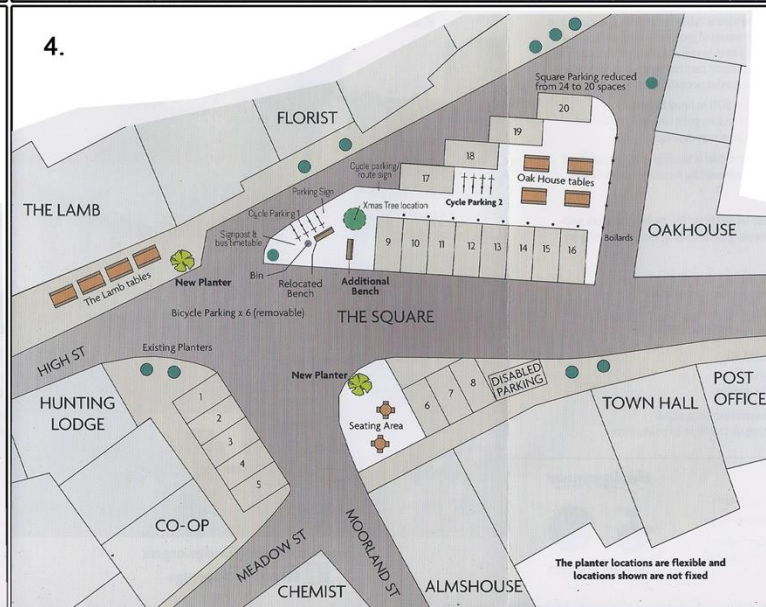 4.
Square Parking reduced
from 24 to 20 spaces
OAKHOUSE
FLORIST
20
19
18
17
Cycle parking/
route sign
Cycle Parking 2
Oak House tables
Parking Sign
Cycle Parking 1
Xmas Tree location
Signpost &
bus timetable
THE LAMB
The Lamb tables
New Planter
Bin
Relocated
Bench
Additional
Bench
9
10
11
12
13
14
15
16
Bollards
Bicycle Parking x 6 (removable)
THE SQUARE
HIGH ST
Existing Planters
New Planter
HUNTING
LODGE
1
2
3
4
5
Seating Area
6
7
8
DISABLED
PARKING
TOWN HALL
POST
OFFICE
CO-OP
MEADOW ST
MOORLAND ST
CHEMIST
ALMSHOUSE
The planter locations are flexible and
locations shown are not fixed